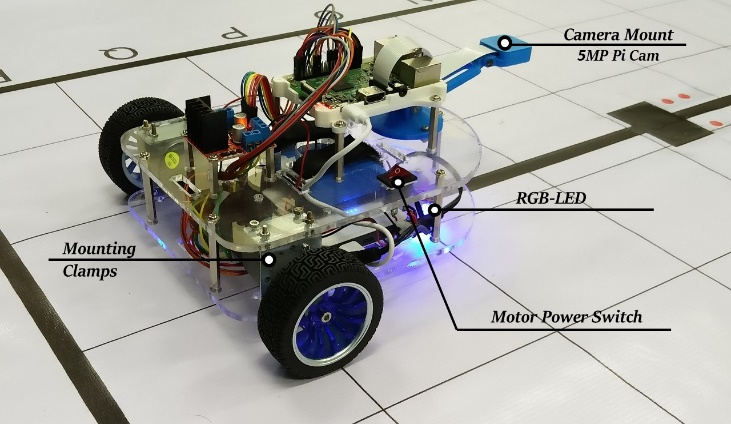 Camera Mount
5MP Pi Cam
RGB-LED
Mounting
Clamps
Motor Power Switch
P
Q